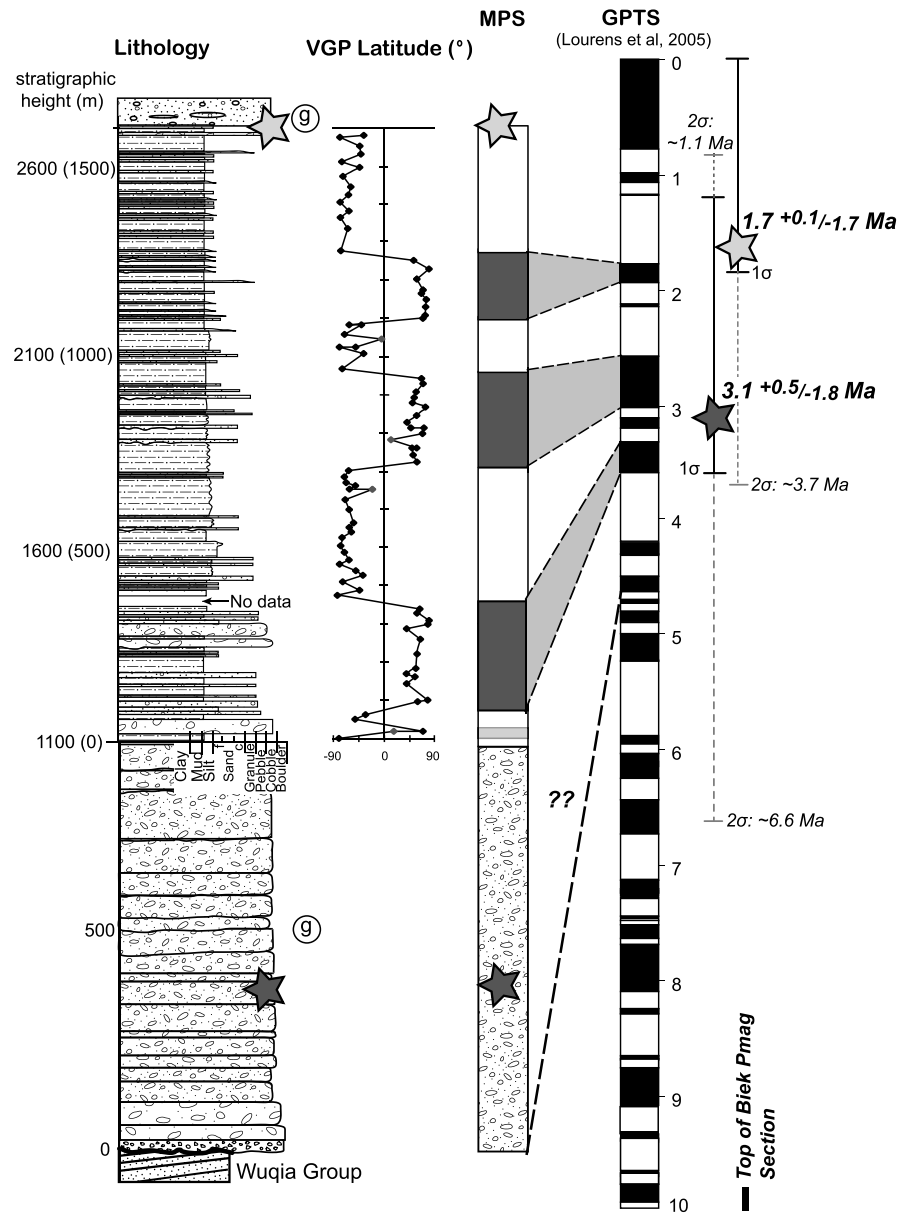 Lithology
VGP Latitude (°)
MPS
GPTS
(Lourens et al, 2005)
stratigraphic
height (m)
g
2600 (1500)
2100 (1000)
1600 (500)
No data
1100 (0)
Clay
Mud
Silt
f
Sand
c
Granule
Pebble
Cobble
Boulder
-90
0
90
500
g
0
Wuqia Group
??
0
1
2
3
4
5
6
7
8
9
10
2σ:
~1.1 Ma
1.7 +0.1/-1.7 Ma
1σ
3.1 +0.5/-1.8 Ma
1σ
2σ: ~3.7 Ma
2σ: ~6.6 Ma
Top of Biek Pmag
Section